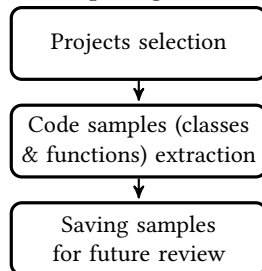 Projects selection
Code samples (classes
& functions) extraction
Saving samples
for future review